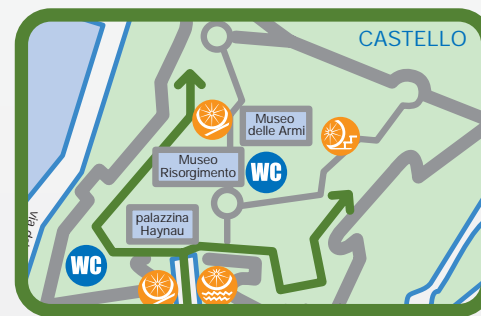 CASTELLO
Museo
delle Armi
Museo
Risorgimento
WC
palazzina
Haynau
WC